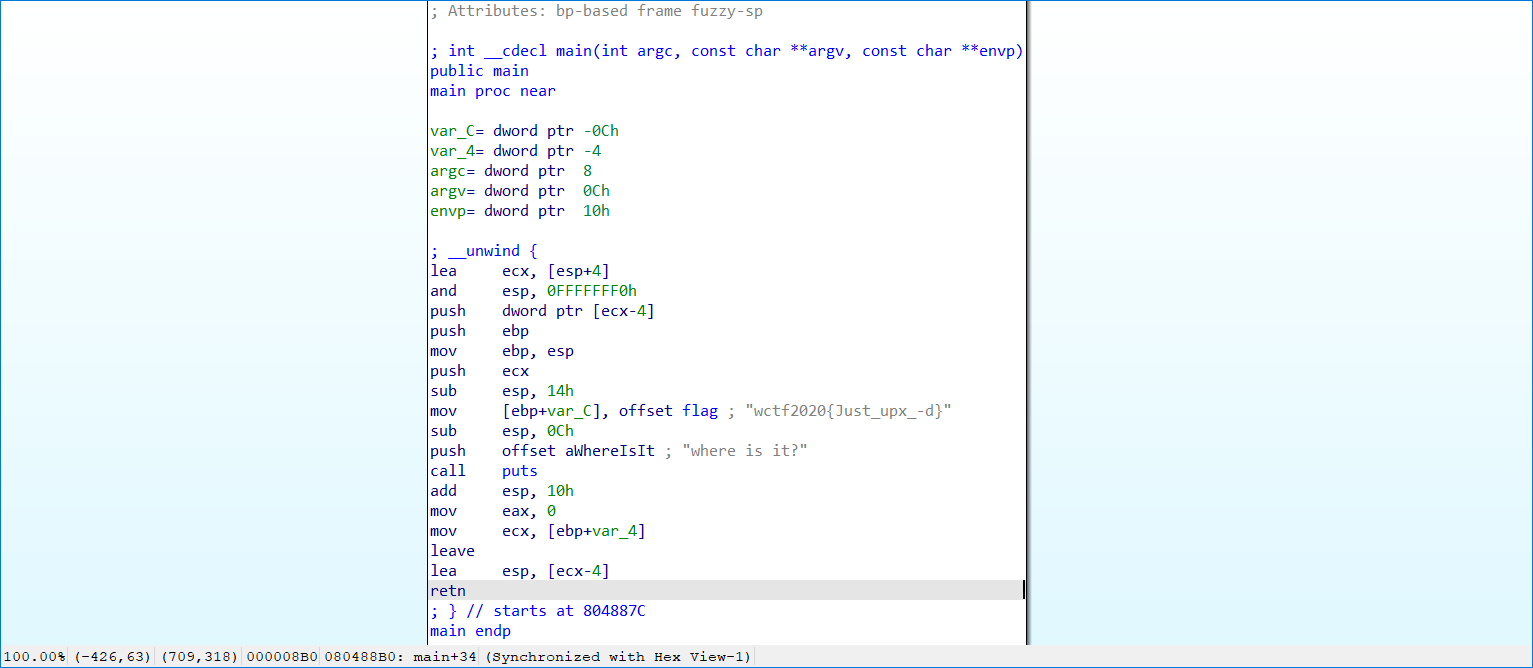 ; Attributes: bp-based frame fuzzy-sp
; int __cdecl main(int argc, const char **argv, const char **envp)
public main
main proc near
var_C= dword ptr -0Ch
var_4= dword ptr -4
argc= dword ptr  8
argv= dword ptr  0Ch
envp= dword ptr  10h
; __unwind {
lea     ecx, [esp+4]
and     esp, 0FFFFFFF0h
push    dword ptr [ecx-4]
push    ebp
mov     ebp, esp
push    ecx
sub     esp, 14h
mov     [ebp+var_C], offset flag ; "wctf2020{Just_upx_-d}"
sub     esp, 0Ch
push    offset aWhereIsIt ; "where is it?"
call    puts
add     esp, 10h
mov     eax, 0
mov     ecx, [ebp+var_4]
leave
lea     esp, [ecx-4]
retn
; } // starts at 804887C
main endp
100.00% (-426,63) (709,318) 000008B0 080488B0: main+34 (Synchronized with Hex View-1)